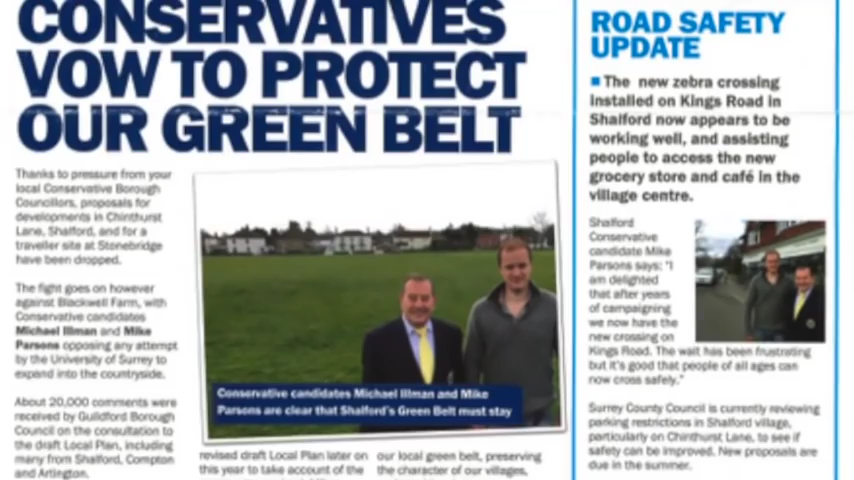 CONSERVATIVES
VOW TO PROTECT
OUR GREEN BELT
Thanks to pressure from your
local Conservative Borough
Councillors, proposals for
developments in Chinthurst
Lane, Shalford, and for a
traveller site at Stonebridge
have been dropped.
The fight goes on however
against Blackwell Farm, with
Conservative candidates
Michael Illman and Mike
Parsons opposing any attempt
by the University of Surrey to
expand into the countryside.
About 20,000 comments were
received by Guildford Borough
Council on the consultation to
the draft Local Plan, including
many from Shalford, Compton
and Artington.
Conservative candidates Michael Illman and Mike
Parsons are clear that Shalford's Green Belt must stay
revised draft Local Plan later on
this year to take account of the
our local green belt, preserving
the character of our villages,
ROAD SAFETY
UPDATE
■ The new zebra crossing
installed on Kings Road in
Shalford now appears to be
working well, and assisting
people to access the new
grocery store and café in the
village centre.
Shalford
Conservative
candidate Mike
Parsons says: "I
am delighted
that after years
of campaigning
we now have the
new crossing on
Kings Road. The wait has been frustrating
but it's good that people of all ages can
now cross safely."
Surrey County Council is currently reviewing
parking restrictions in Shalford village,
particularly on Chinthurst Lane, to see if
safety can be improved. New proposals are
due in the summer.